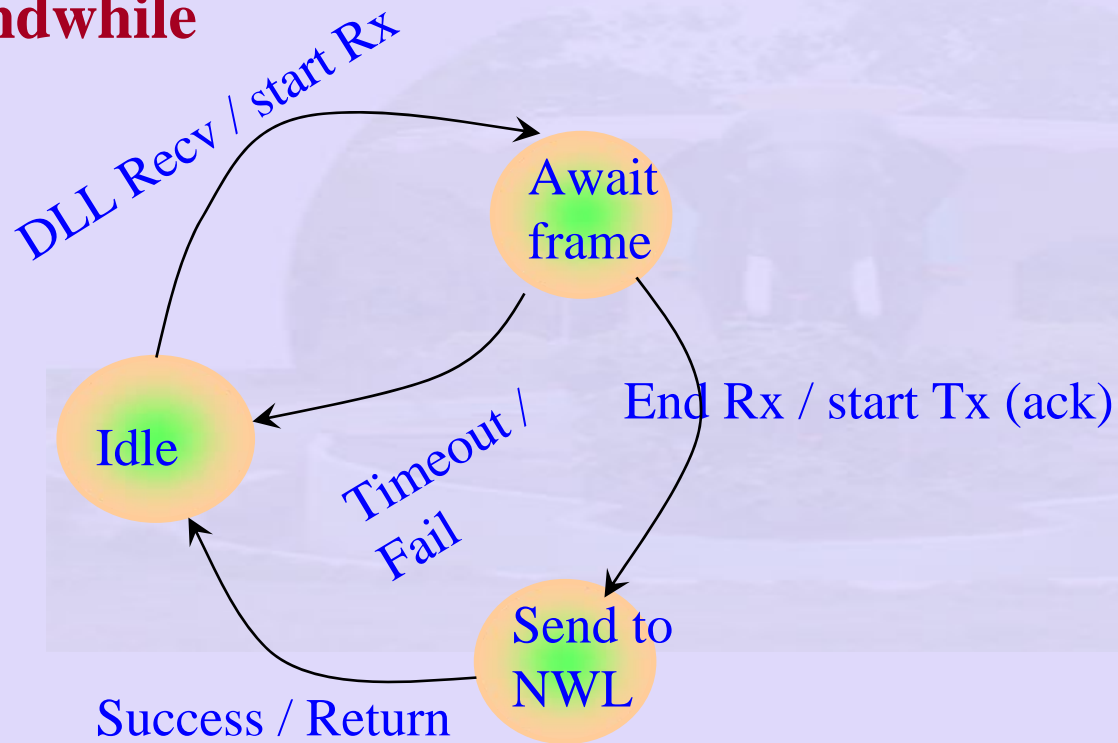 ndwhile
DLL Recv / start Rx
Await
frame
End Rx / start Tx (ack)
Idle
Timeout /
Fail
Send to
NWL
Success / Return